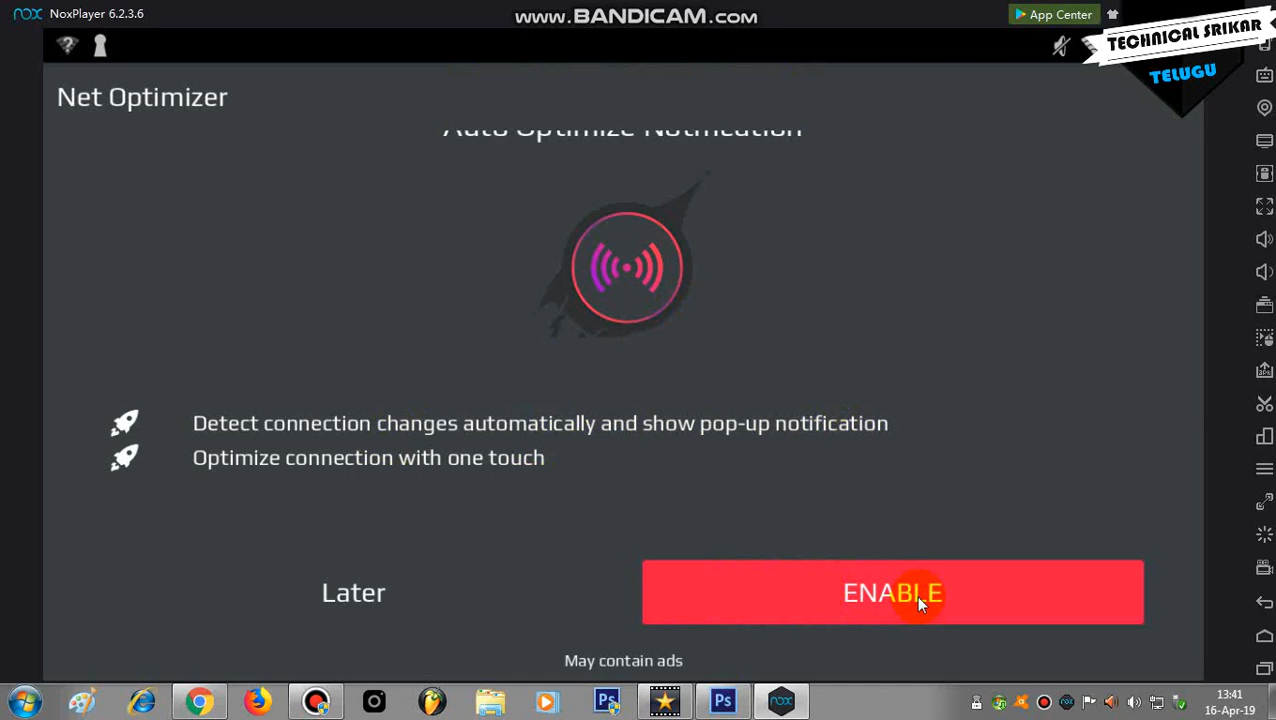 nox NoxPlayer 6.2.3.6
www.BANDICAM.com
App Center
TECHNICAL SRIKAR
TELUGU
Net Optimizer
Auto Optimize Notification
Detect connection changes automatically and show pop-up notification
Optimize connection with one touch
Later
ENABLE
May contain ads
13:41
16-Apr-19